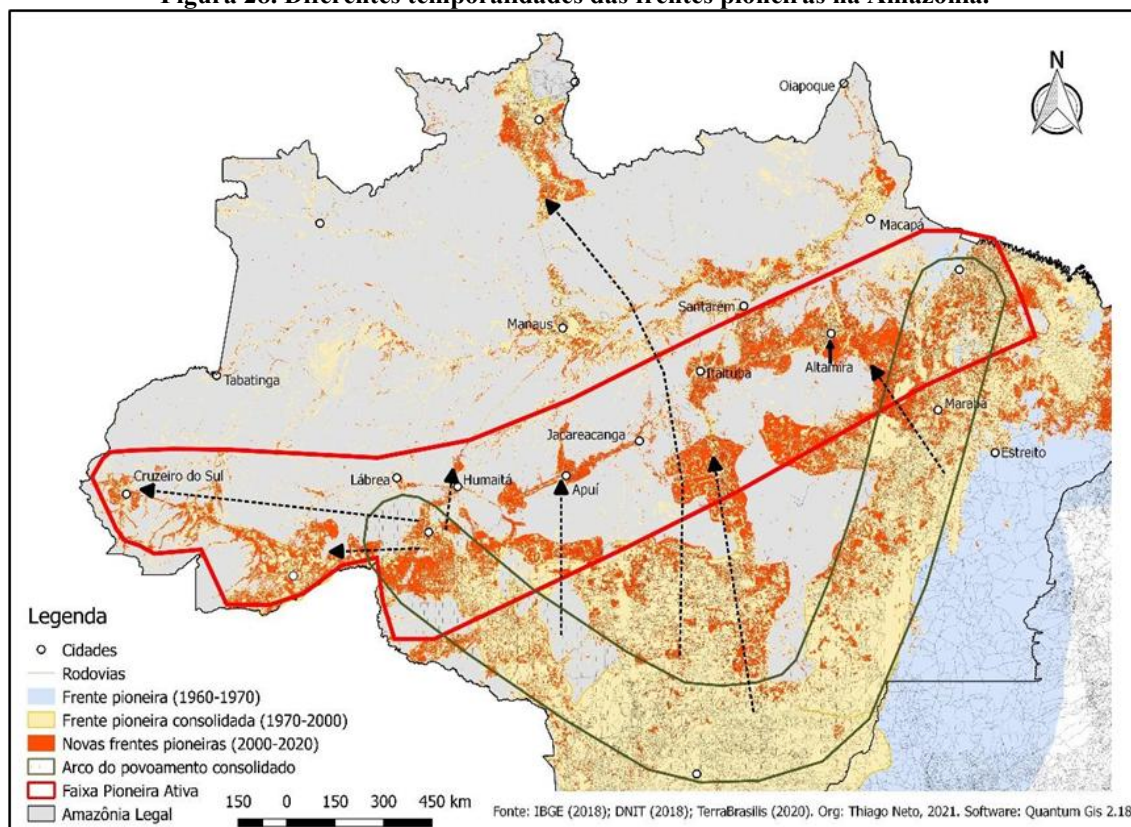 Figura 28. Diferentes temporalidades das frentes pioneiras na Amazônia.
N
Oiapoque
Macapá
Santarém
Manaus
Itaituba
Altamira
Tabatinga
Marabá
Jacareacanga
Estreito
Cruzeiro do Sul
Lábrea
Humaitá
Apuí
Legenda
Cidades
Rodovias
Frente pioneira (1960-1970)
Frente pioneira consolidada (1970-2000)
Novas frentes pioneiras (2000-2020)
Arco do povoamento consolidado
Faixa Pioneira Ativa
Amazônia Legal
150 0 150 300 450 km
Fonte: IBGE (2018); DNIT (2018); TerraBrasilis (2020). Org: Thiago Neto, 2021. Software: Quantum Gis 2.18